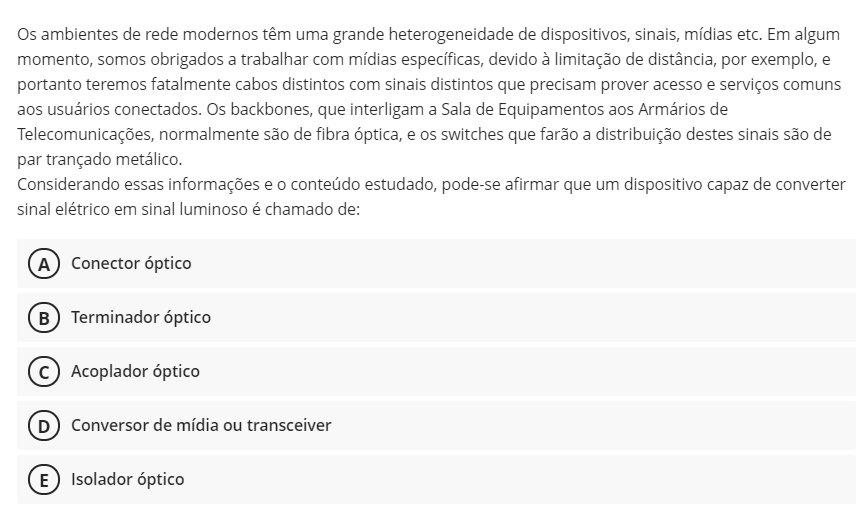 Os ambientes de rede modernos têm uma grande heterogeneidade de dispositivos, sinais, mídias etc. Em algum
momento, somos obrigados a trabalhar com mídias específicas, devido à limitação de distância, por exemplo, e
portanto teremos fatalmente cabos distintos com sinais distintos que precisam prover acesso e serviços comuns
aos usuários conectados. Os backbones, que interligam a Sala de Equipamentos aos Armários de
Telecomunicações, normalmente são de fibra óptica, e os switches que farão a distribuição destes sinais são de
par trançado metálico.
Considerando essas informações e o conteúdo estudado, pode-se afirmar que um dispositivo capaz de converter
sinal elétrico em sinal luminoso é chamado de:
A Conector óptico
B Terminador óptico
C Acoplador óptico
D Conversor de mídia ou transceiver
E Isolador óptico